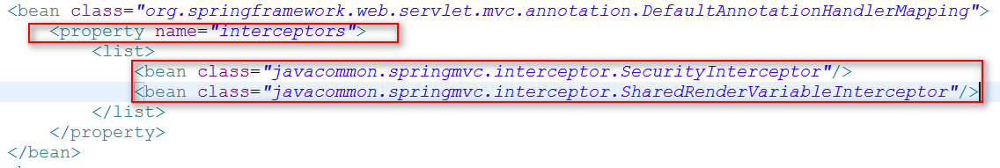 <bean class="org.springframework.web.servlet.mvc.annotation.DefaultAnnotationHandlerMapping">
<property name="interceptors">
<list>
<bean class="javacommon.springmvc.interceptor.SecurityInterceptor"/>
<bean class="javacommon.springmvc.interceptor.SharedRenderVariableInterceptor"/>
</list>
</property>
</bean>